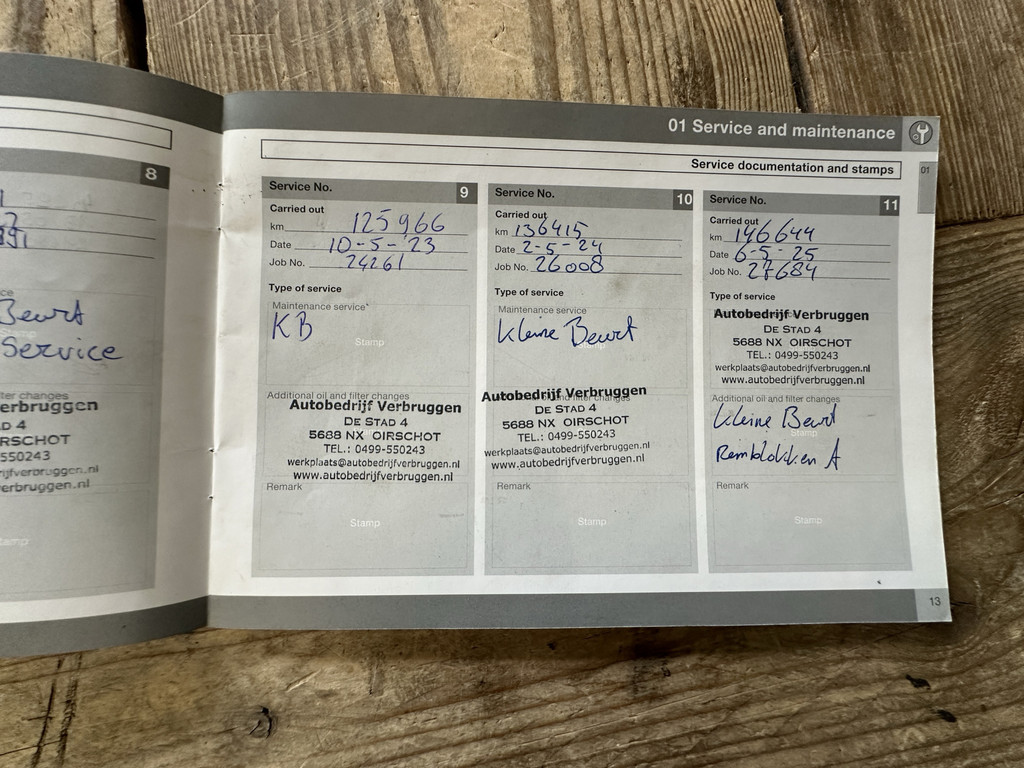 8
Beurt
Service
erbruggen
D 4
RSCHOT
550243
ijfverbruggen.nl
erbruggen.nl
01 Service and maintenance
Service documentation and stamps
01
Service No. 9
Carried out
km 125966
Date 10-5-23
Job No. 24261
Type of service
Maintenance service*
KB
Stamp
Additional oil and filter changes
Autobedrijf Verbruggen
DE STAD 4
5688 NX OIRSCHOT
TEL.: 0499-550243
werkplaats@autobedrijfverbruggen.nl
www.autobedrijfverbruggen.nl
Remark
Stamp
Service No. 10
Carried out
km 136415
Date 2-5-24
Job No. 26008
Type of service
Maintenance service
Kleine Beurt
Stamp
Autobedrijf Verbruggen
DE STAD 4
5688 NX OIRSCHOT
TEL.: 0499-550243
werkplaats@autobedrijfverbruggen.nl
www.autobedrijfverbruggen.nl
Remark
Stamp
Service No. 11
Carried out
km 146644
Date 6-5-25
Job No. 27684
Type of service
Autobedrijf Verbruggen
DE STAD 4
5688 NX OIRSCHOT
TEL.: 0499-550243
werkplaats@autobedrijfverbruggen.nl
www.autobedrijfverbruggen.nl
Additional oil and filter changes
Kleine Beurt
Stamp
Remblokken A
Remark
Stamp
13